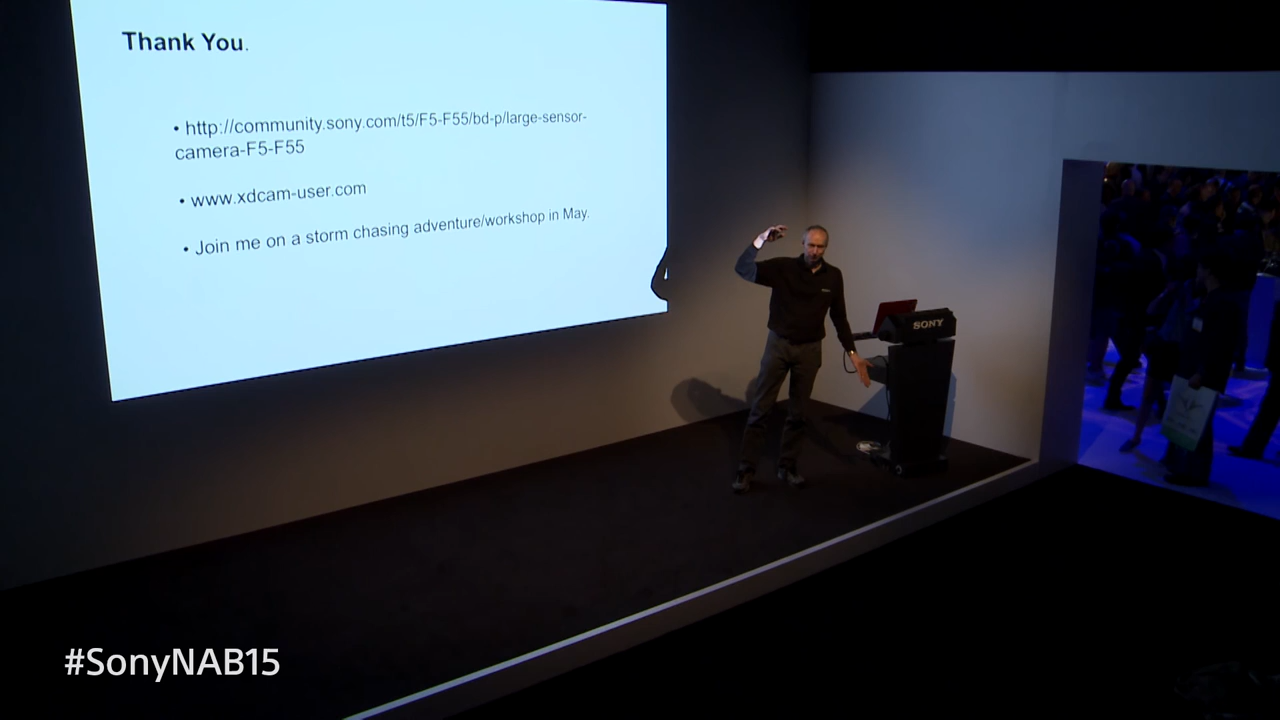 Thank You.
• http://community.sony.com/t5/F5-F55/bd-p/large-sensor-
camera-F5-F55
• www.xdcam-user.com
• Join me on a storm chasing adventure/workshop in May.
SONY
#SonyNAB15